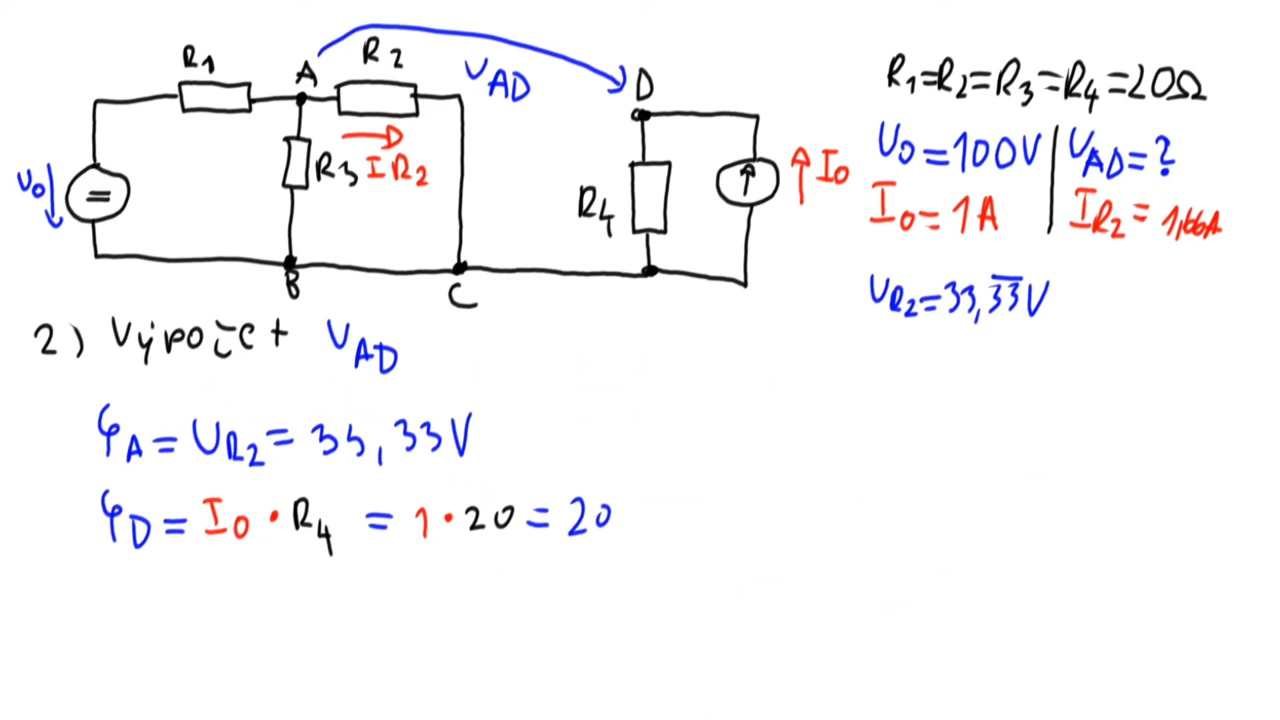 R1
A
R2
UAD
D
R1=R2=R3=R4=20Ω
U0
=
R3
IR2
R4
↑
I0
U0=100V
UAD=?
I0=1A
IR2=1,66A
B
C
UR2=33,33V
2) Výpočet UAD
φA=UR2=33,33V
φD=I0·R4=1·20=20